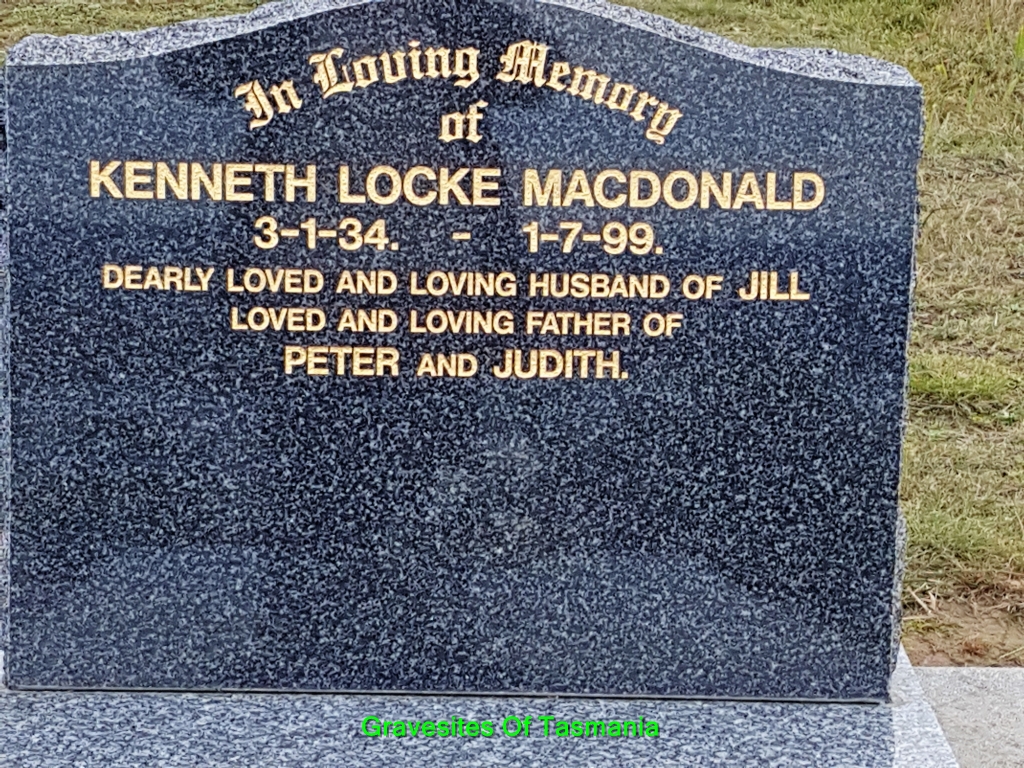 In Loving Memory
of
KENNETH LOCKE MACDONALD
3-1-34. - 1-7-99.
DEARLY LOVED AND LOVING HUSBAND OF JILL
LOVED AND LOVING FATHER OF
PETER AND JUDITH.
Gravesites Of Tasmania